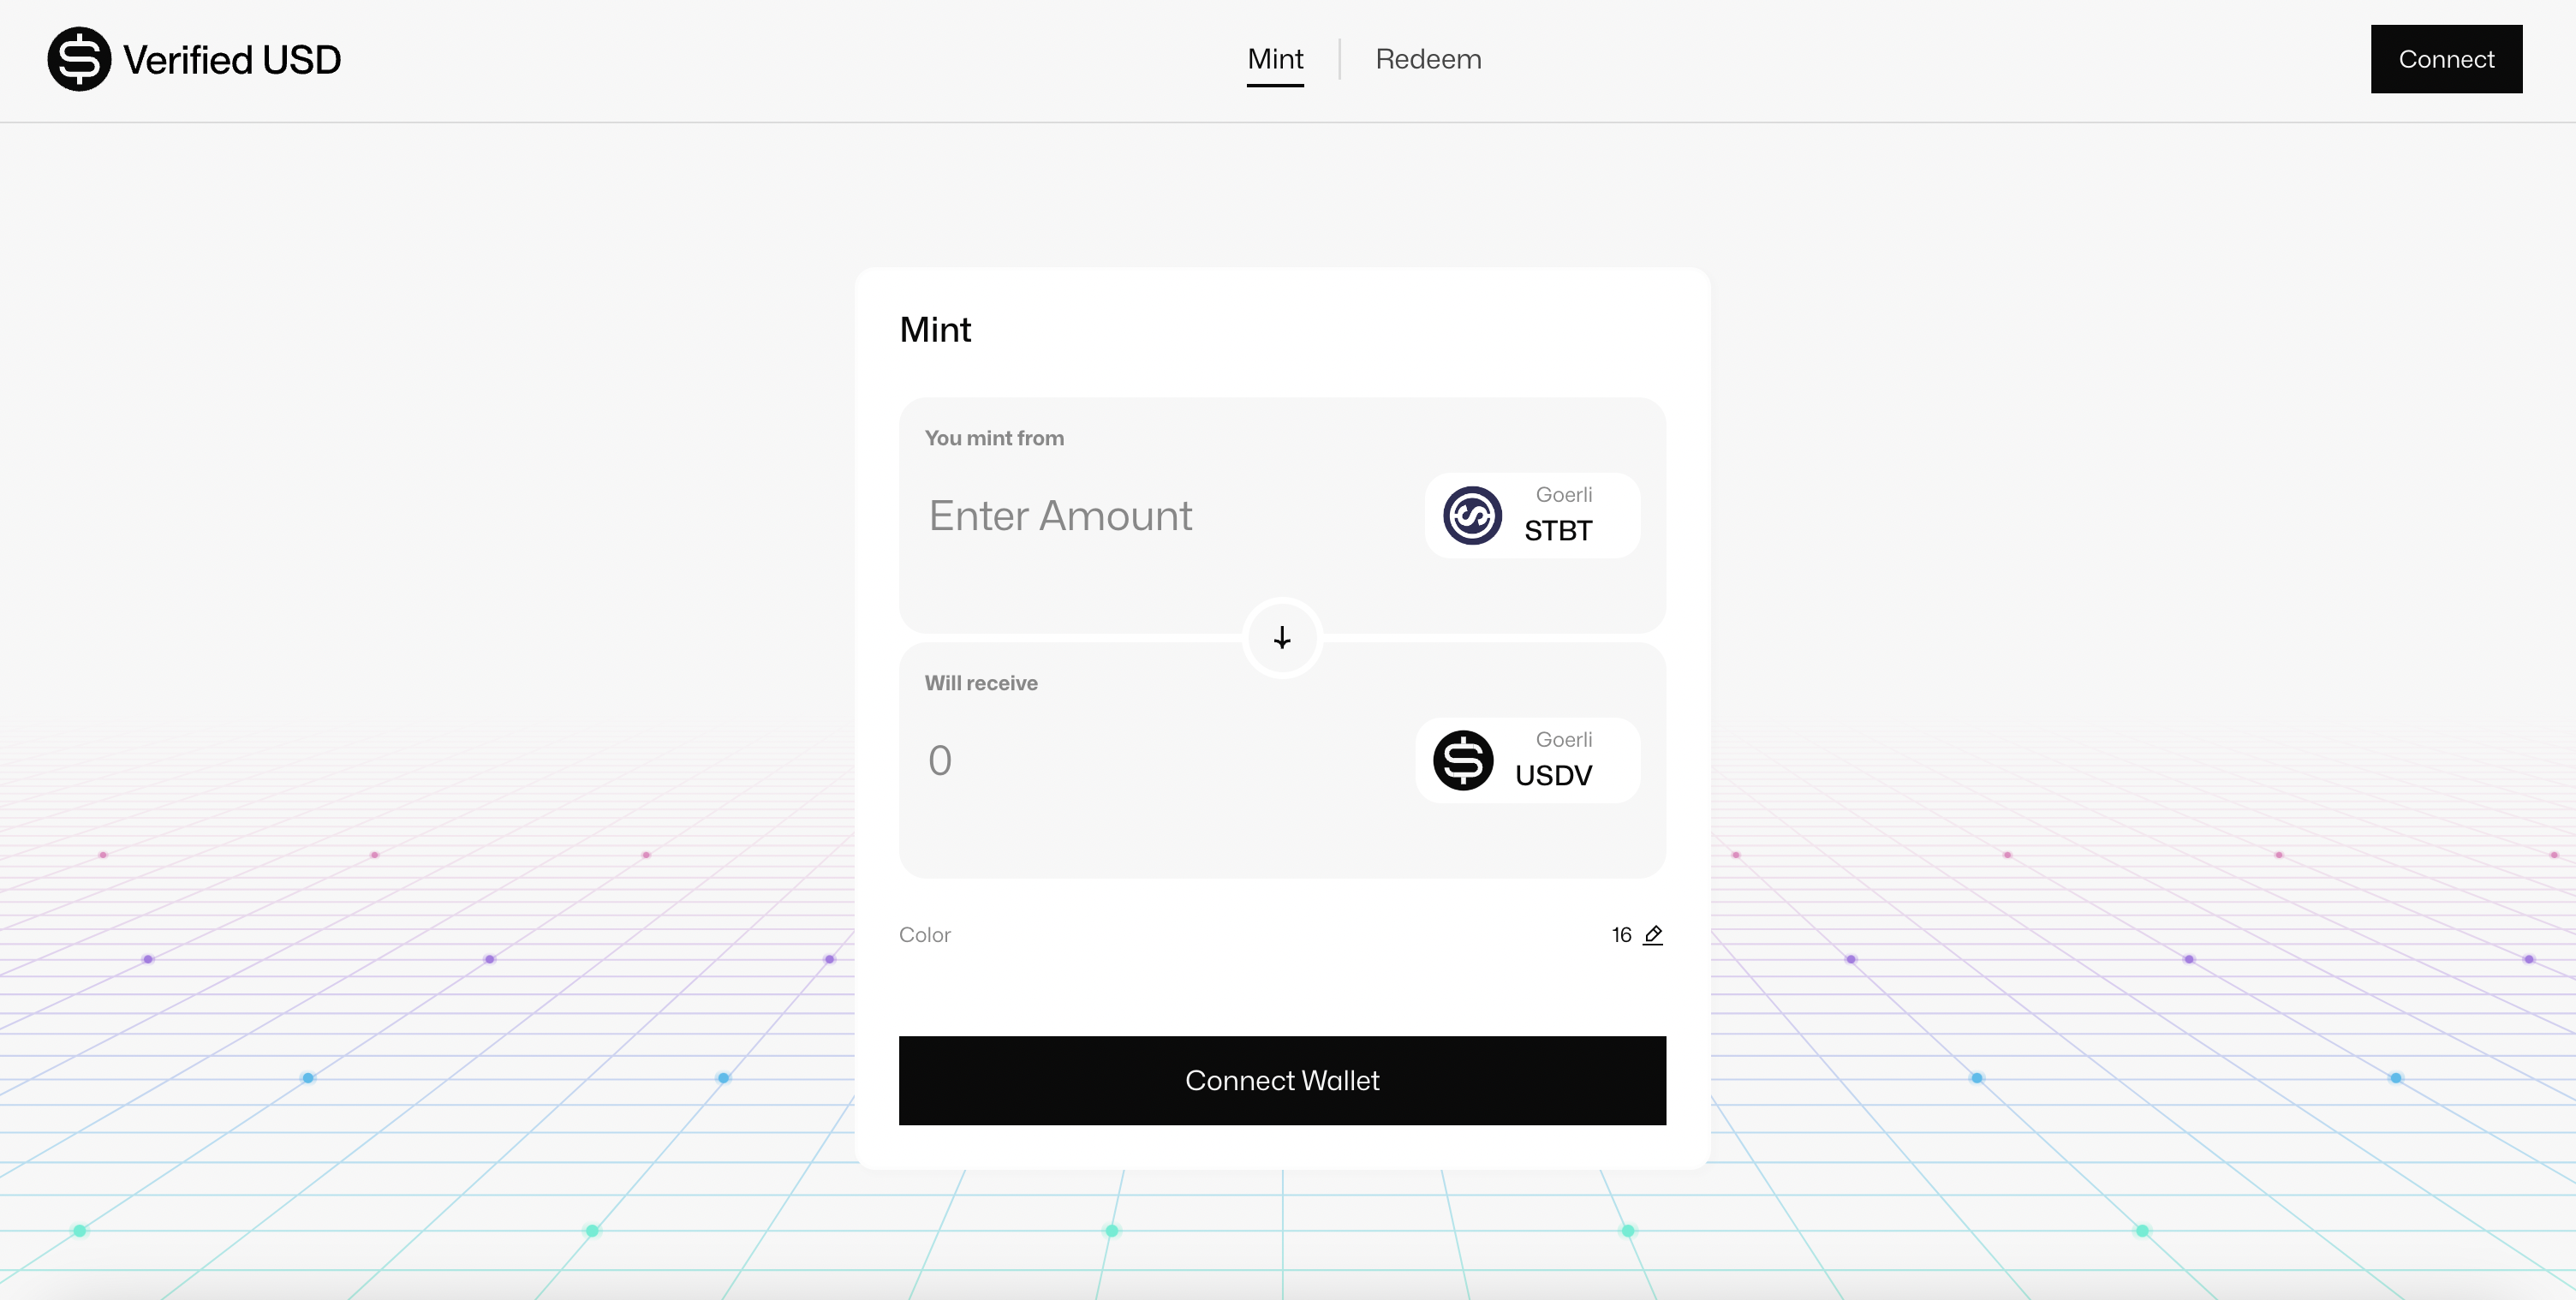 Verified USD
Mint
Redeem
Connect
Mint
You mint from
Enter Amount
Goerli
STBT
Will receive
0
Goerli
USDV
Color
16
Connect Wallet